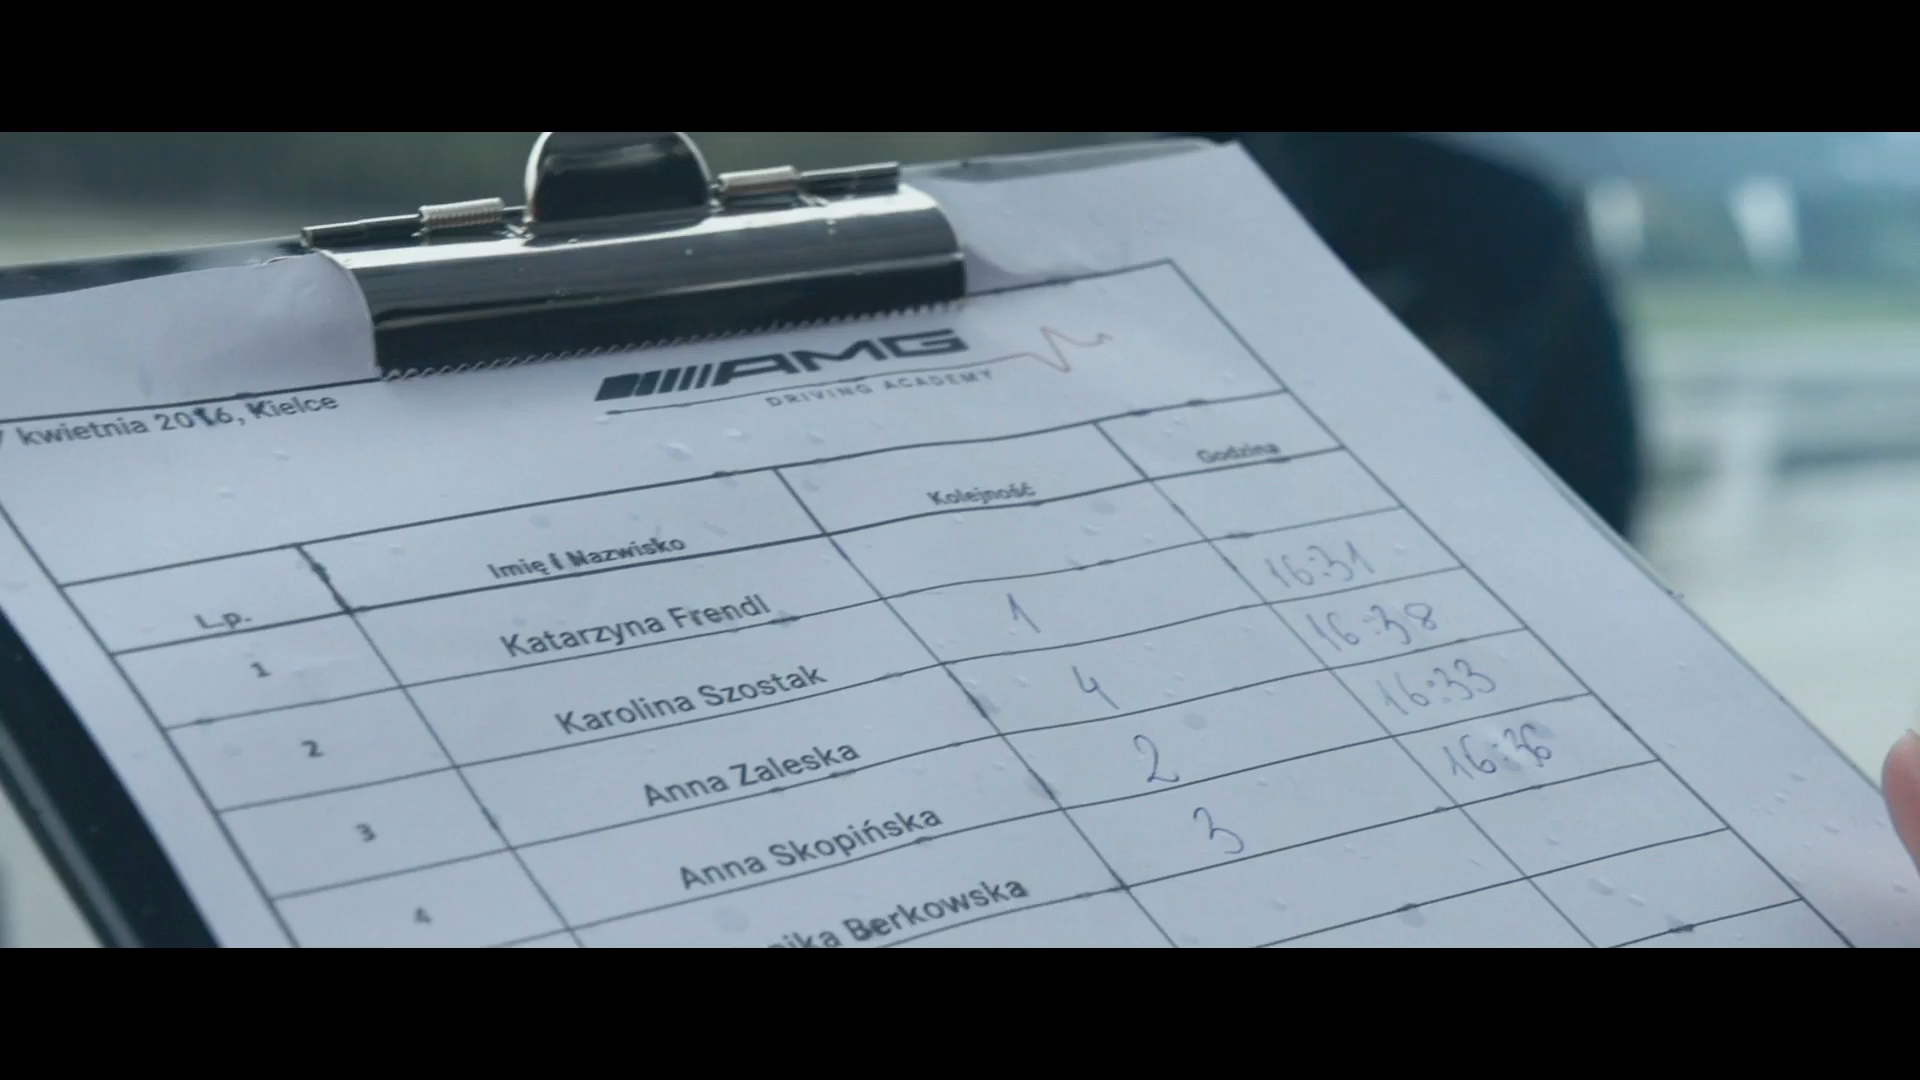 AMG
DRIVING ACADEMY
kwietnia 2016, Kielce
L.p. Imię i Nazwisko Kolejność Godzina
1 Katarzyna Frendl
2 Karolina Szostak 1 16:31
3 Anna Zaleska 4 16:38
4 Anna Skopińska 2 16:33
Berkowska 3 16:36